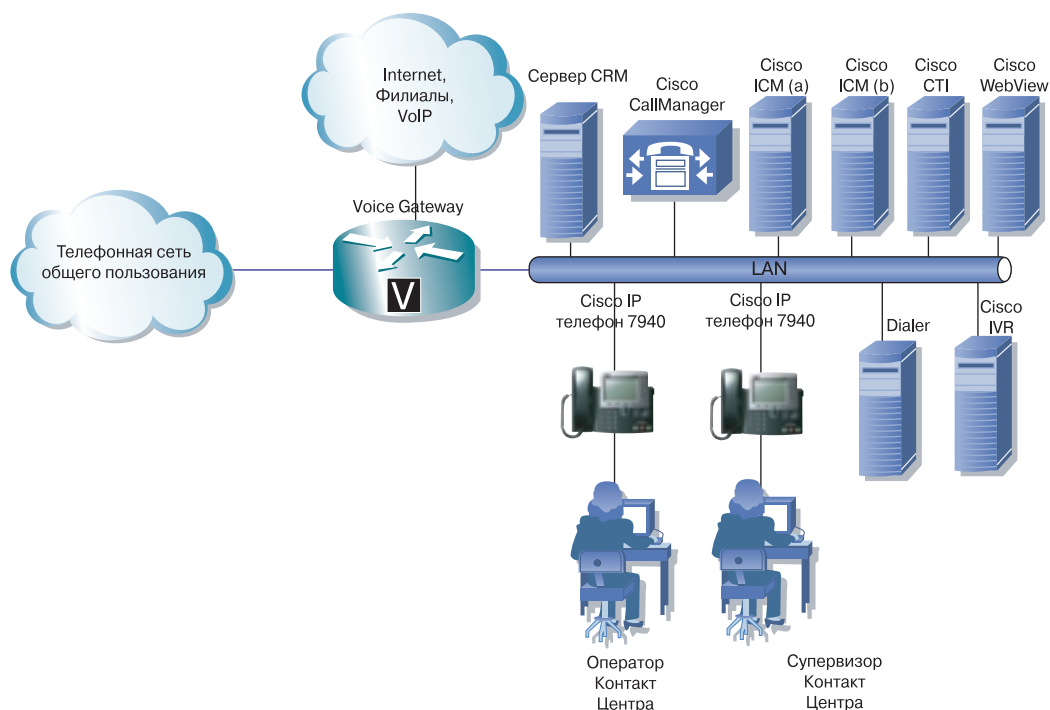 Internet,
Филиалы,
VoIP
Сервер CRM
Cisco
CallManager
Cisco
ICM (a)
Cisco
ICM (b)
Cisco
CTI
Cisco
WebView
Voice Gateway
Телефонная сеть
общего пользования
V
LAN
Cisco IP
телефон 7940
Cisco IP
телефон 7940
Dialer
Cisco
IVR
Оператор
Контакт
Центра
Супервизор
Контакт
Центра